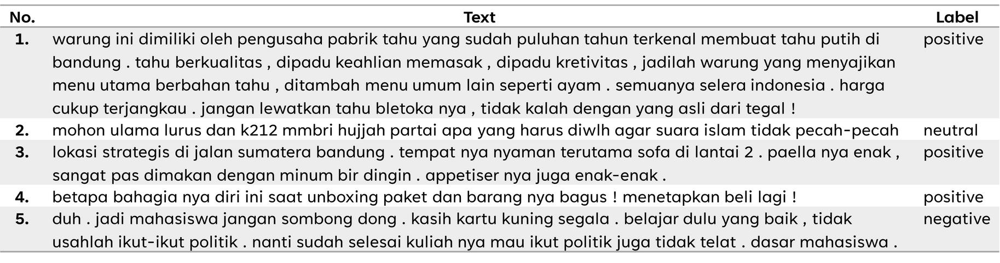 No. Text Label
1. warung ini dimiliki oleh pengusaha pabrik tahu yang sudah puluhan tahun terkenal membuat tahu putih di positive
bandung . tahu berkualitas , dipadu keahlian memasak , dipadu kretivitas , jadilah warung yang menyajikan
menu utama berbahan tahu , ditambah menu umum lain seperti ayam . semuanya selera indonesia . harga
cukup terjangkau . jangan lewatkan tahu bletoka nya , tidak kalah dengan yang asli dari tegal !
2. mohon ulama lurus dan k212 mmbri hujjah partai apa yang harus diwlh agar suara islam tidak pecah-pecah neutral
3. lokasi strategis di jalan sumatera bandung . tempat nya nyaman terutama sofa di lantai 2 . paella nya enak , positive
sangat pas dimakan dengan minum bir dingin . appetiser nya juga enak-enak .
4. betapa bahagia nya diri ini saat unboxing paket dan barang nya bagus ! menetapkan beli lagi ! positive
5. duh . jadi mahasiswa jangan sombong dong . kasih kartu kuning segala . belajar dulu yang baik , tidak negative
usahlah ikut-ikut politik . nanti sudah selesai kuliah nya mau ikut politik juga tidak telat . dasar mahasiswa .